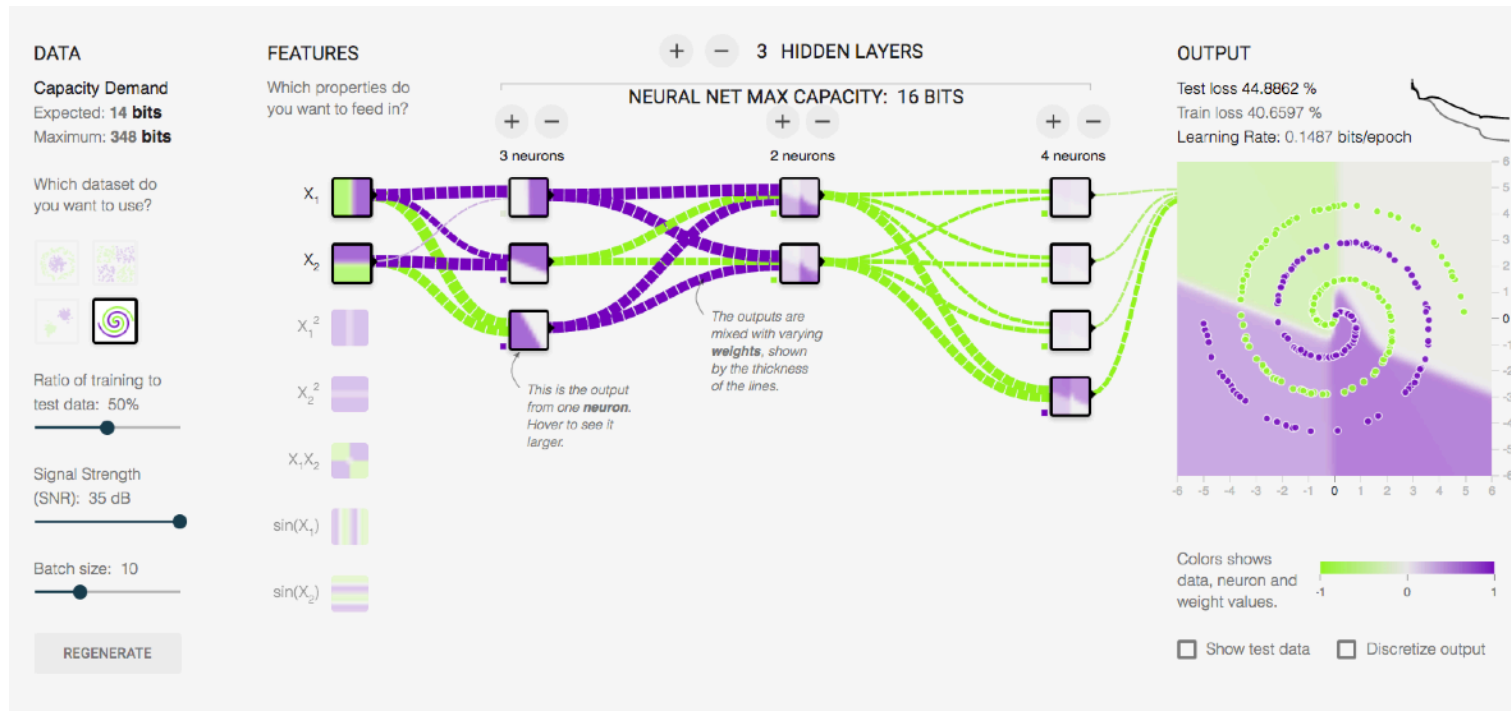 DATA
Capacity Demand
Expected: 14 bits
Maximum: 348 bits
Which dataset do
you want to use?
Ratio of training to
test data: 50%
Signal Strength
(SNR): 35 dB
Batch size: 10
REGENERATE
FEATURES
Which properties do
you want to feed in?
X1
X2
X1²
X2²
X1X2
sin(X1)
sin(X2)
+ − 3 HIDDEN LAYERS
NEURAL NET MAX CAPACITY: 16 BITS
+ − + − + −
3 neurons
2 neurons
4 neurons
This is the output
from one neuron.
Hover to see it
larger.
The outputs are
mixed with varying
weights, shown
by the thickness
of the lines.
OUTPUT
Test loss 44.8862 %
Train loss 40.6597 %
Learning Rate: 0.1487 bits/epoch
6
5
4
3
2
1
0
-1
-2
-3
-4
-5
-6
-6 -5 -4 -3 -2 -1 0 1 2 3 4 5 6
Colors shows
data, neuron and
weight values.
-1 0 1
Show test data
Discretize output